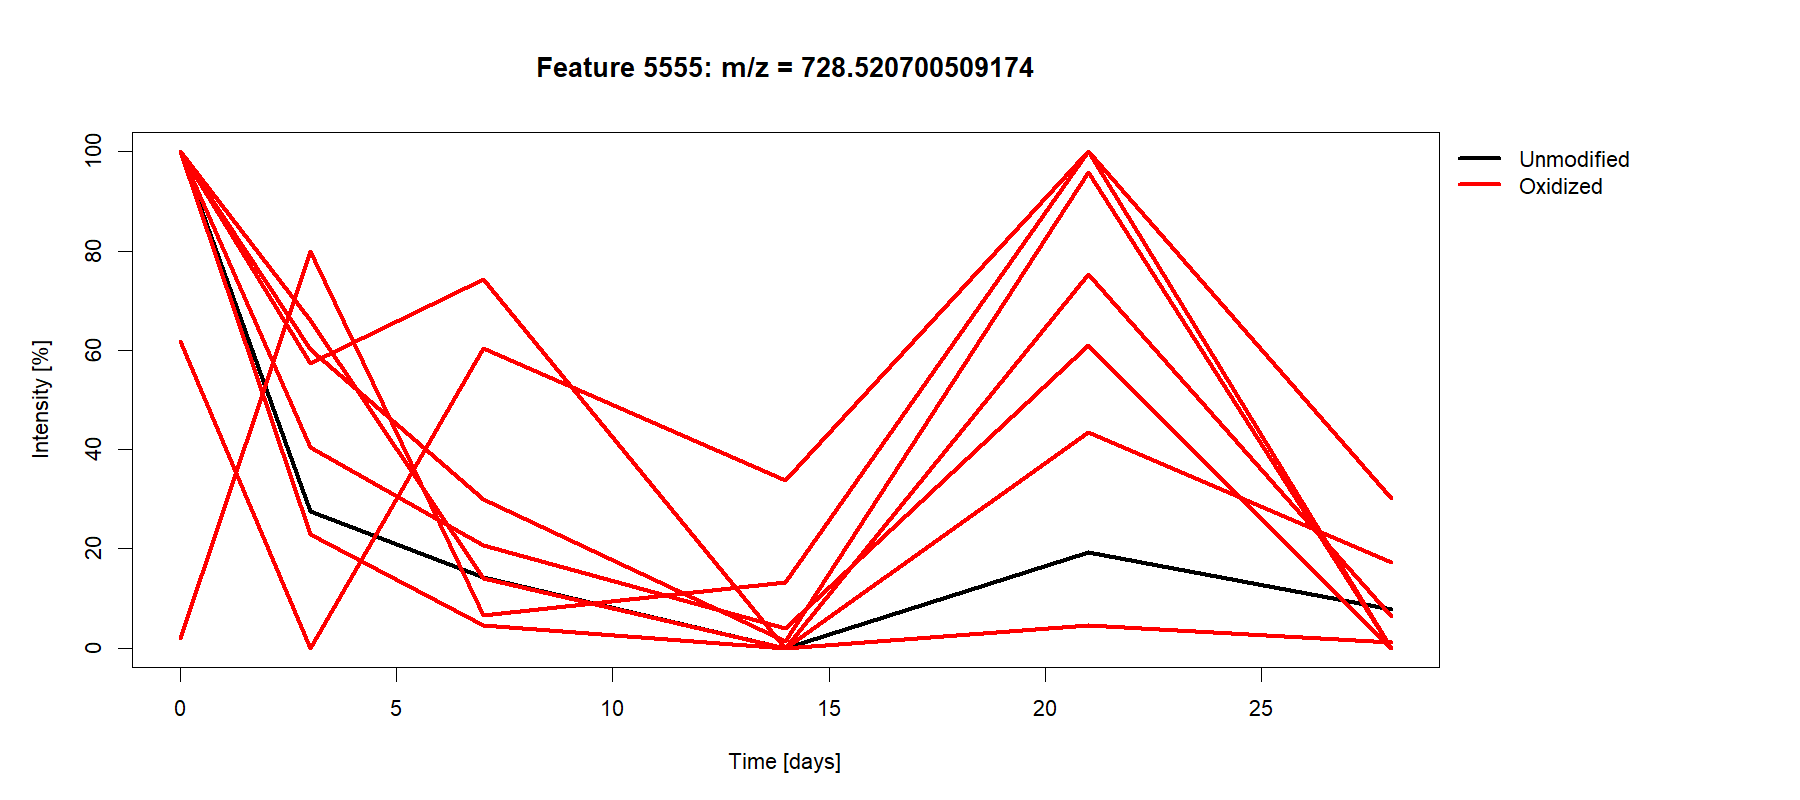 Feature 5555: m/z = 728.520700509174
Unmodified
Oxidized
Intensity [%]
100
80
60
40
20
0
0 5 10 15 20 25
Time [days]